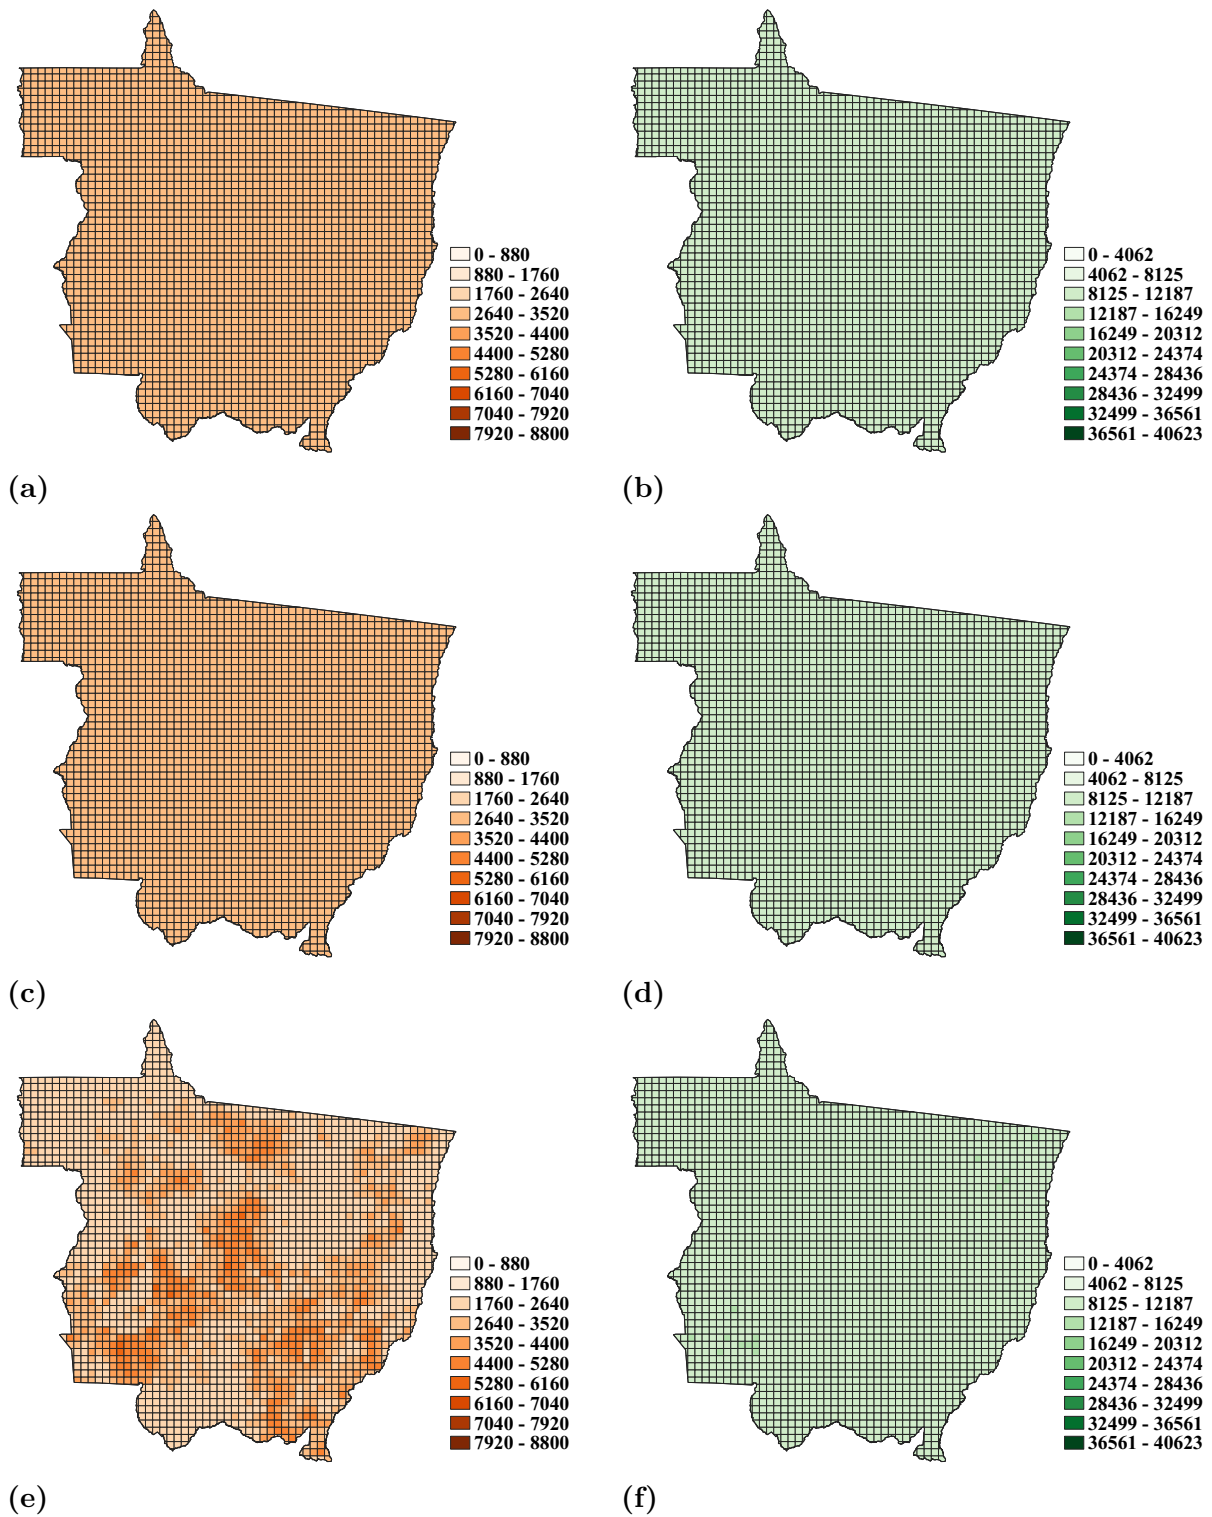 0 - 880
880 - 1760
1760 - 2640
2640 - 3520
3520 - 4400
4400 - 5280
5280 - 6160
6160 - 7040
7040 - 7920
7920 - 8800
(a)
0 - 4062
4062 - 8125
8125 - 12187
12187 - 16249
16249 - 20312
20312 - 24374
24374 - 28436
28436 - 32499
32499 - 36561
36561 - 40623
(b)
0 - 880
880 - 1760
1760 - 2640
2640 - 3520
3520 - 4400
4400 - 5280
5280 - 6160
6160 - 7040
7040 - 7920
7920 - 8800
(c)
0 - 4062
4062 - 8125
8125 - 12187
12187 - 16249
16249 - 20312
20312 - 24374
24374 - 28436
28436 - 32499
32499 - 36561
36561 - 40623
(d)
0 - 880
880 - 1760
1760 - 2640
2640 - 3520
3520 - 4400
4400 - 5280
5280 - 6160
6160 - 7040
7040 - 7920
7920 - 8800
(e)
0 - 4062
4062 - 8125
8125 - 12187
12187 - 16249
16249 - 20312
20312 - 24374
24374 - 28436
28436 - 32499
32499 - 36561
36561 - 40623
(f)